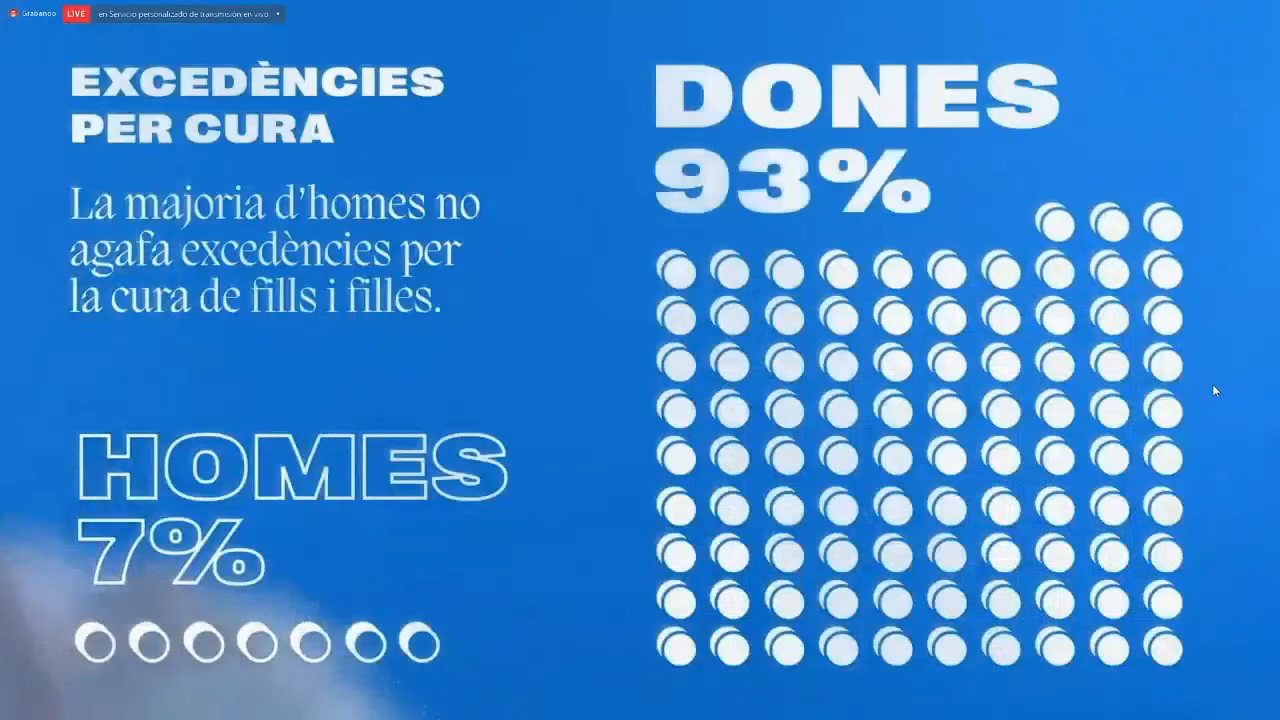 Grabando LIVE en Servicio personalizado de transmisión en vivo
EXCEDÈNCIES
PER CURA
La majoria d'homes no
agafa excedències per
la cura de fills i filles.
HOMES
7%
DONES
93%